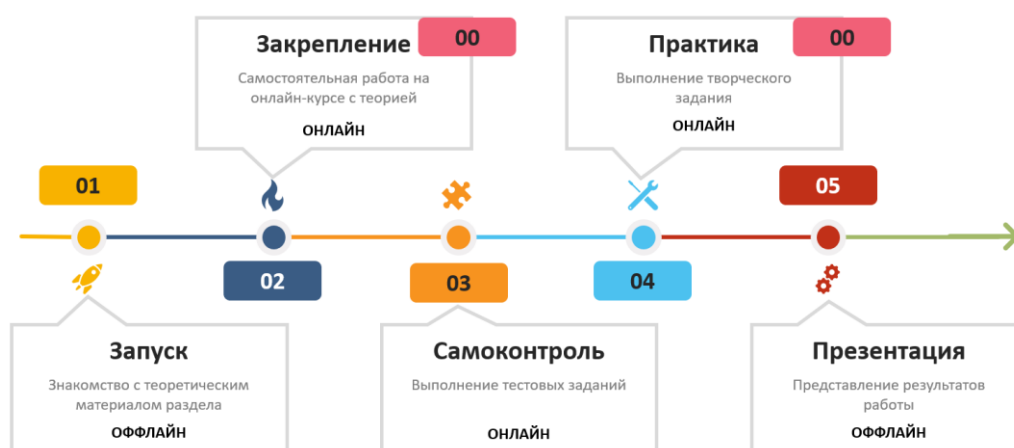 Закрепление
00
Самостоятельная работа на
онлайн-курсе с теорией
ОНЛАЙН
Практика
00
Выполнение творческого
задания
ОНЛАЙН
01
05
02
03
04
Запуск
Знакомство с теоретическим
материалом раздела
ОФФЛАЙН
Самоконтроль
Выполнение тестовых заданий
ОНЛАЙН
Презентация
Представление результатов
работы
ОФФЛАЙН